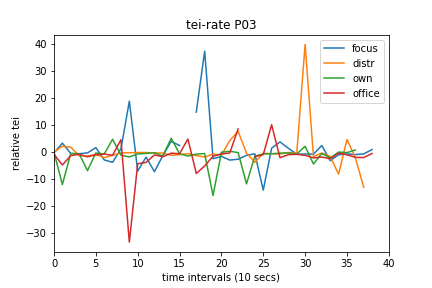 tei-rate P03
relative tei
40
30
20
10
0
−10
−20
−30
focus
distr
own
office
0 5 10 15 20 25 30 35 40
time intervals (10 secs)